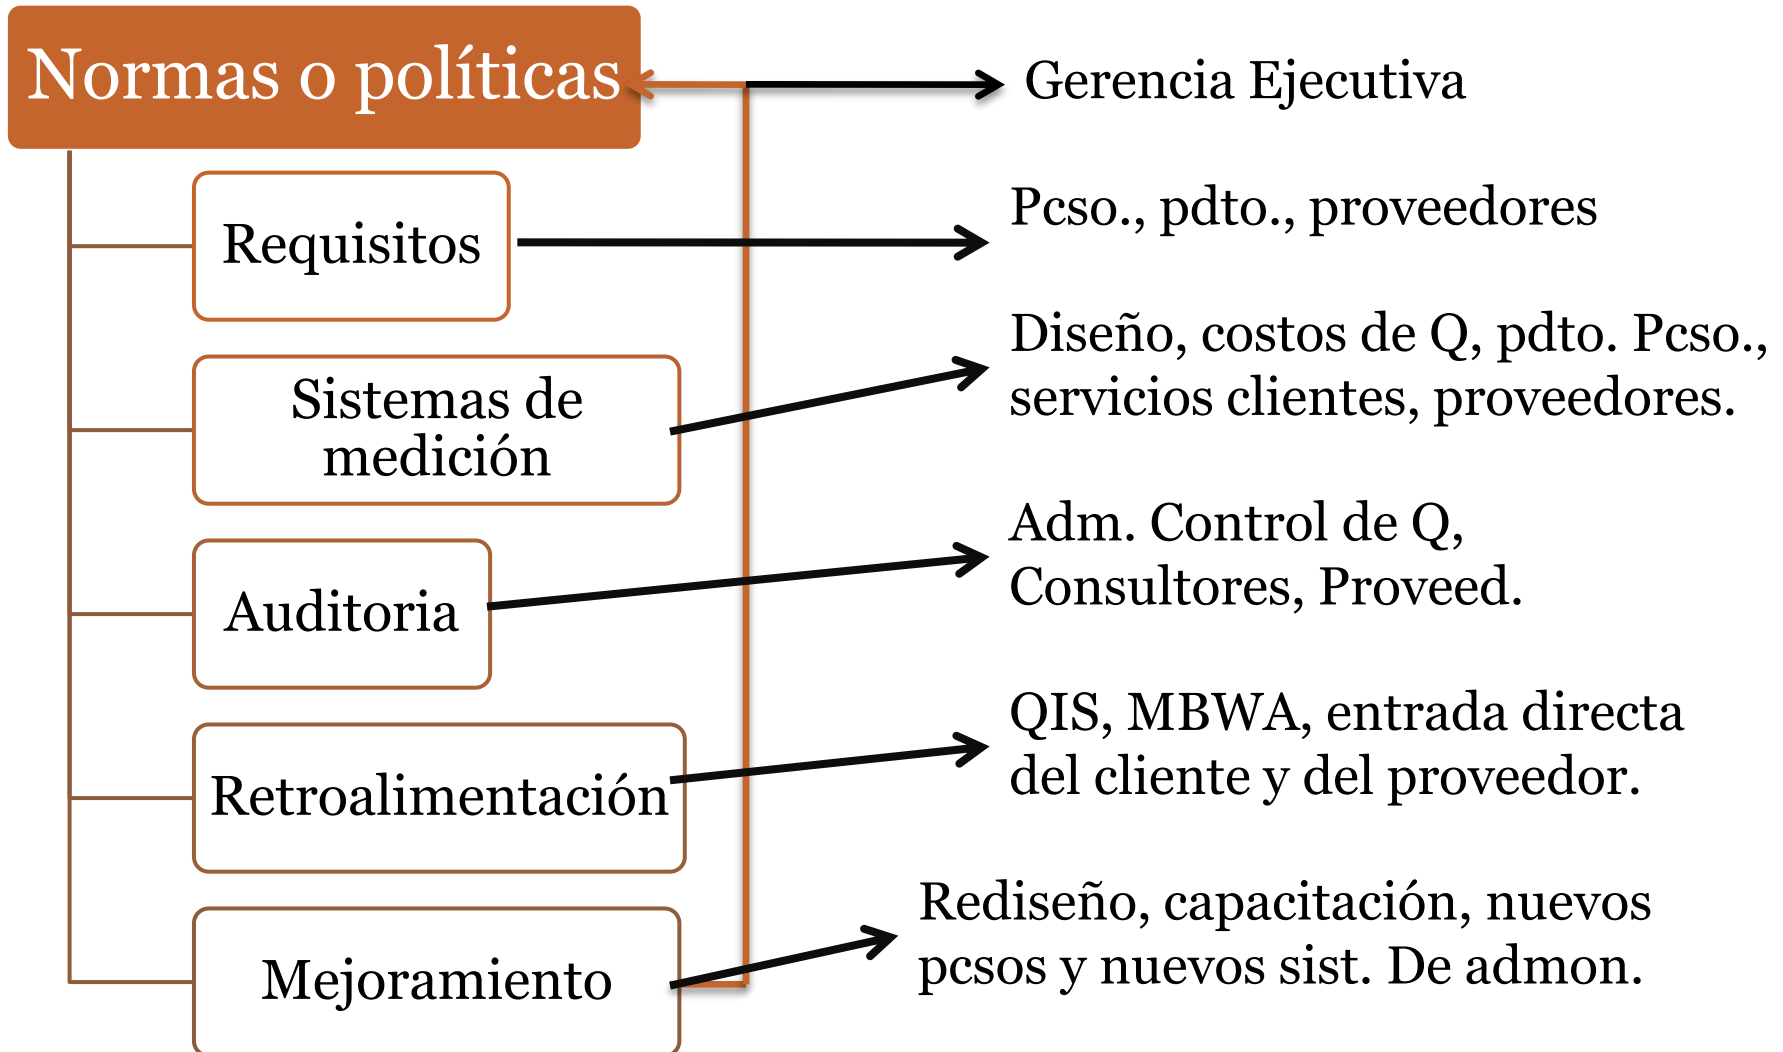 Normas o políticas
Gerencia Ejecutiva
Requisitos
Pcso., pdto., proveedores
Sistemas de
medición
Diseño, costos de Q, pdto. Pcso.,
servicios clientes, proveedores.
Auditoria
Adm. Control de Q,
Consultores, Proveed.
Retroalimentación
QIS, MBWA, entrada directa
del cliente y del proveedor.
Mejoramiento
Rediseño, capacitación, nuevos
pcsos y nuevos sist. De admon.